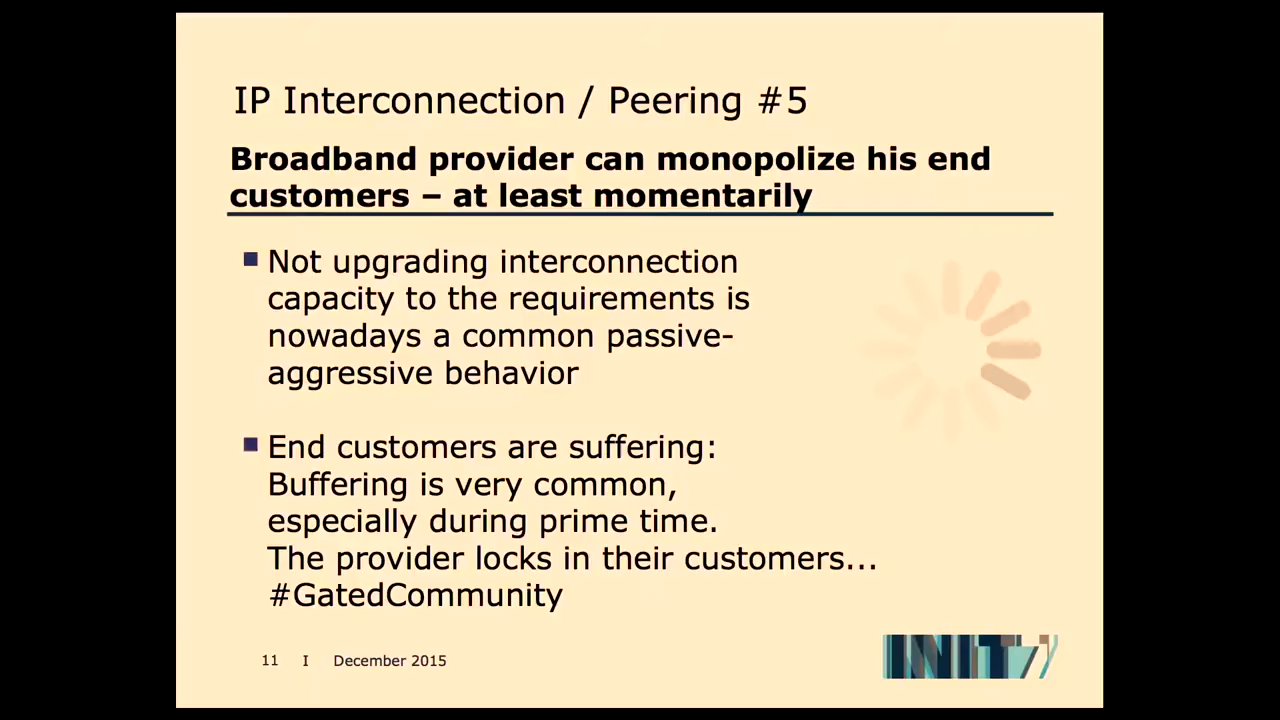 IP Interconnection / Peering #5
Broadband provider can monopolize his end
customers – at least momentarily
Not upgrading interconnection
capacity to the requirements is
nowadays a common passive-
aggressive behavior
End customers are suffering:
Buffering is very common,
especially during prime time.
The provider locks in their customers...
#GatedCommunity
11 I December 2015
INIT7